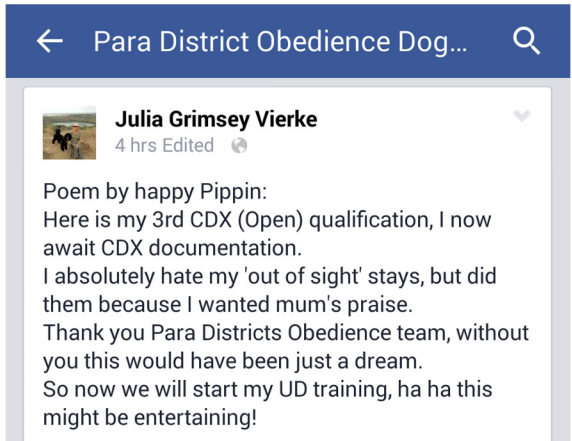 Para District Obedience Dog...
Julia Grimsey Vierke
4 hrs Edited
Poem by happy Pippin:
Here is my 3rd CDX (Open) qualification, I now
await CDX documentation.
I absolutely hate my 'out of sight' stays, but did
them because I wanted mum's praise.
Thank you Para Districts Obedience team, without
you this would have been just a dream.
So now we will start my UD training, ha ha this
might be entertaining!